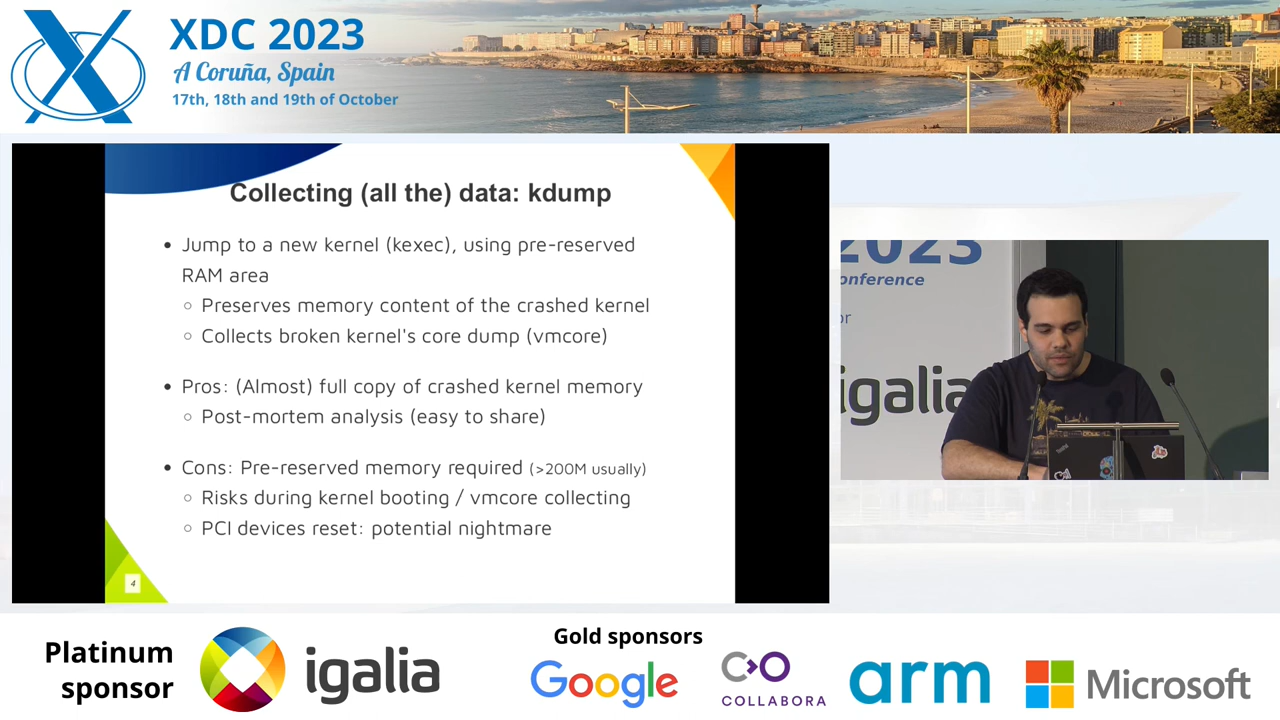 XDC 2023
A Coruña, Spain
17th, 18th and 19th of October
Collecting (all the) data: kdump
• Jump to a new kernel (kexec), using pre-reserved
RAM area
○ Preserves memory content of the crashed kernel
○ Collects broken kernel's core dump (vmcore)
• Pros: (Almost) full copy of crashed kernel memory
○ Post-mortem analysis (easy to share)
• Cons: Pre-reserved memory required (>200M usually)
○ Risks during kernel booting / vmcore collecting
○ PCI devices reset: potential nightmare
4
2023
onference
or
igalia
Platinum
sponsor
igalia
Gold sponsors
Google
COLLABORA
arm
Microsoft